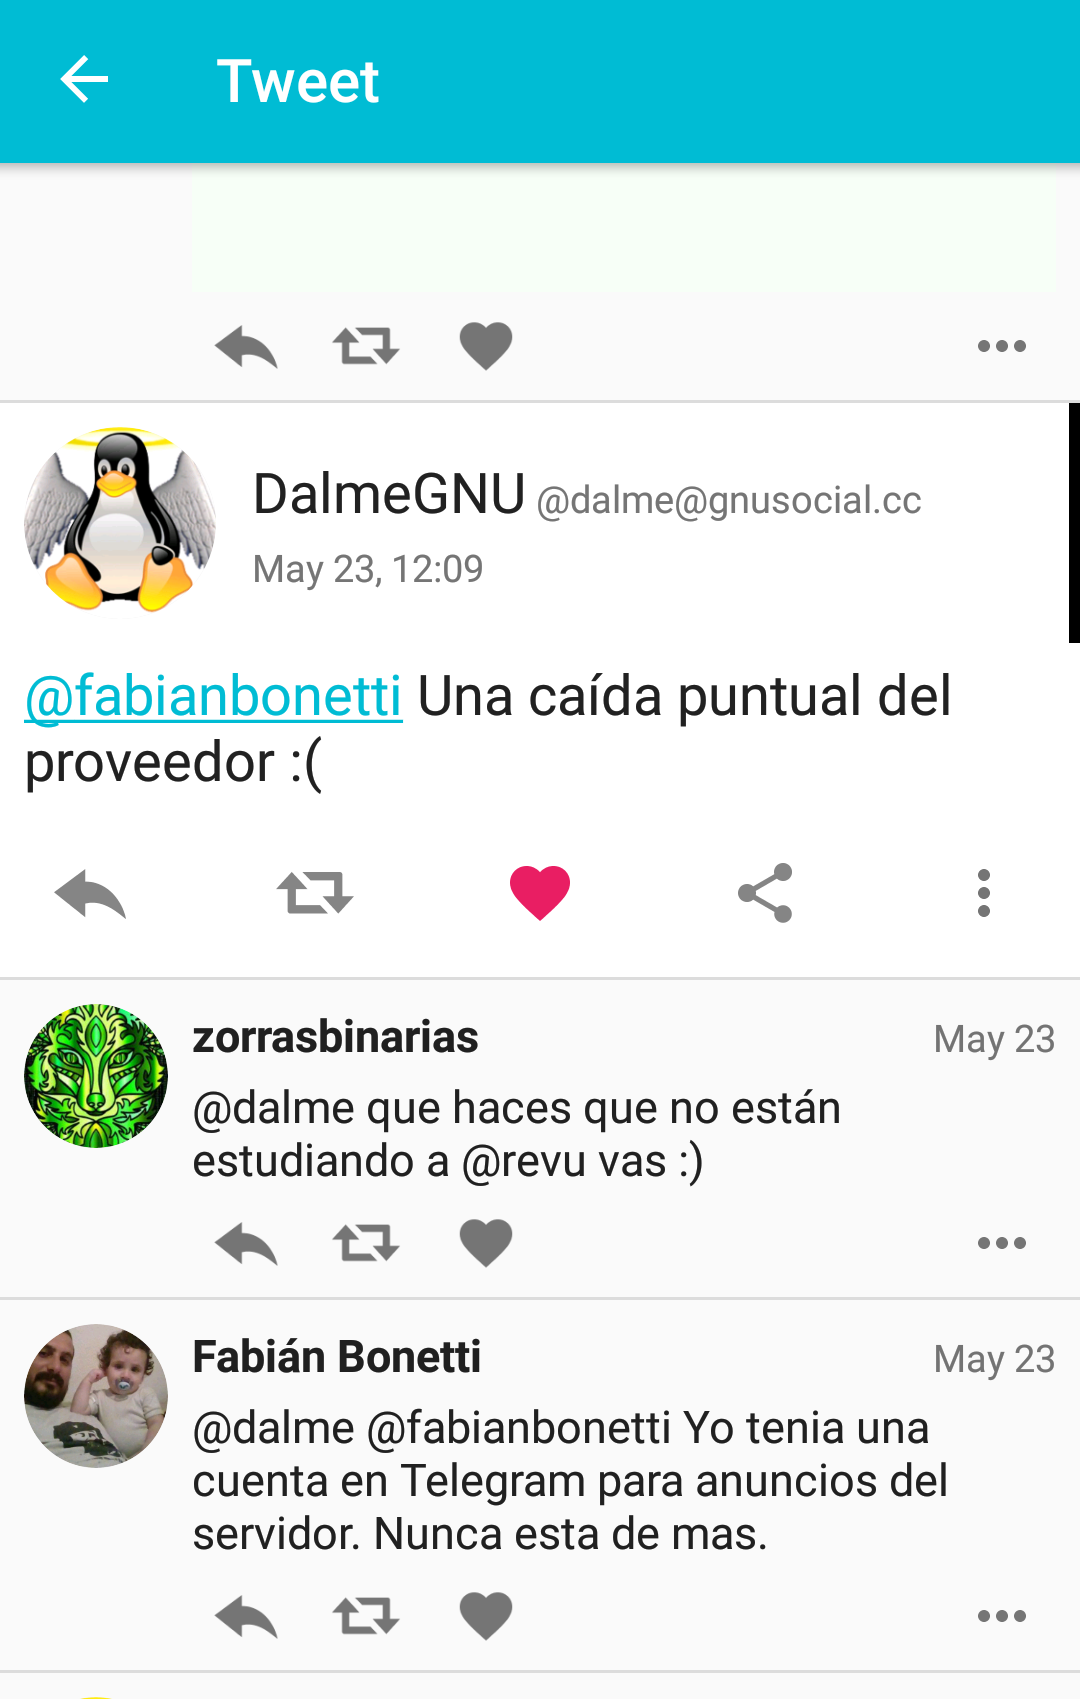 Tweet
DalmeGNU @dalme@gnusocial.cc
May 23, 12:09
@fabianbonetti Una caída puntual del
proveedor :(
zorrasbinarias May 23
@dalme que haces que no están
estudiando a @revu vas :)
Fabián Bonetti May 23
@dalme @fabianbonetti Yo tenia una
cuenta en Telegram para anuncios del
servidor. Nunca esta de mas.